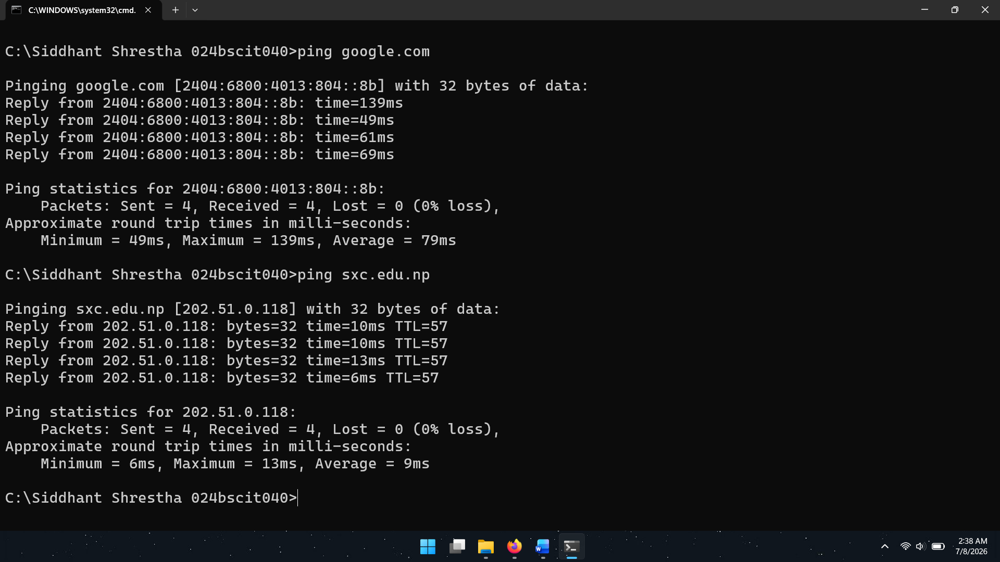 C:\WINDOWS\system32\cmd.
C:\Siddhant Shrestha 024bscit040>ping google.com
Pinging google.com [2404:6800:4013:804::8b] with 32 bytes of data:
Reply from 2404:6800:4013:804::8b: time=139ms
Reply from 2404:6800:4013:804::8b: time=49ms
Reply from 2404:6800:4013:804::8b: time=61ms
Reply from 2404:6800:4013:804::8b: time=69ms
Ping statistics for 2404:6800:4013:804::8b:
    Packets: Sent = 4, Received = 4, Lost = 0 (0% loss),
Approximate round trip times in milli-seconds:
    Minimum = 49ms, Maximum = 139ms, Average = 79ms
C:\Siddhant Shrestha 024bscit040>ping sxc.edu.np
Pinging sxc.edu.np [202.51.0.118] with 32 bytes of data:
Reply from 202.51.0.118: bytes=32 time=10ms TTL=57
Reply from 202.51.0.118: bytes=32 time=10ms TTL=57
Reply from 202.51.0.118: bytes=32 time=13ms TTL=57
Reply from 202.51.0.118: bytes=32 time=6ms TTL=57
Ping statistics for 202.51.0.118:
    Packets: Sent = 4, Received = 4, Lost = 0 (0% loss),
Approximate round trip times in milli-seconds:
    Minimum = 6ms, Maximum = 13ms, Average = 9ms
C:\Siddhant Shrestha 024bscit040>
2:38 AM
7/8/2026